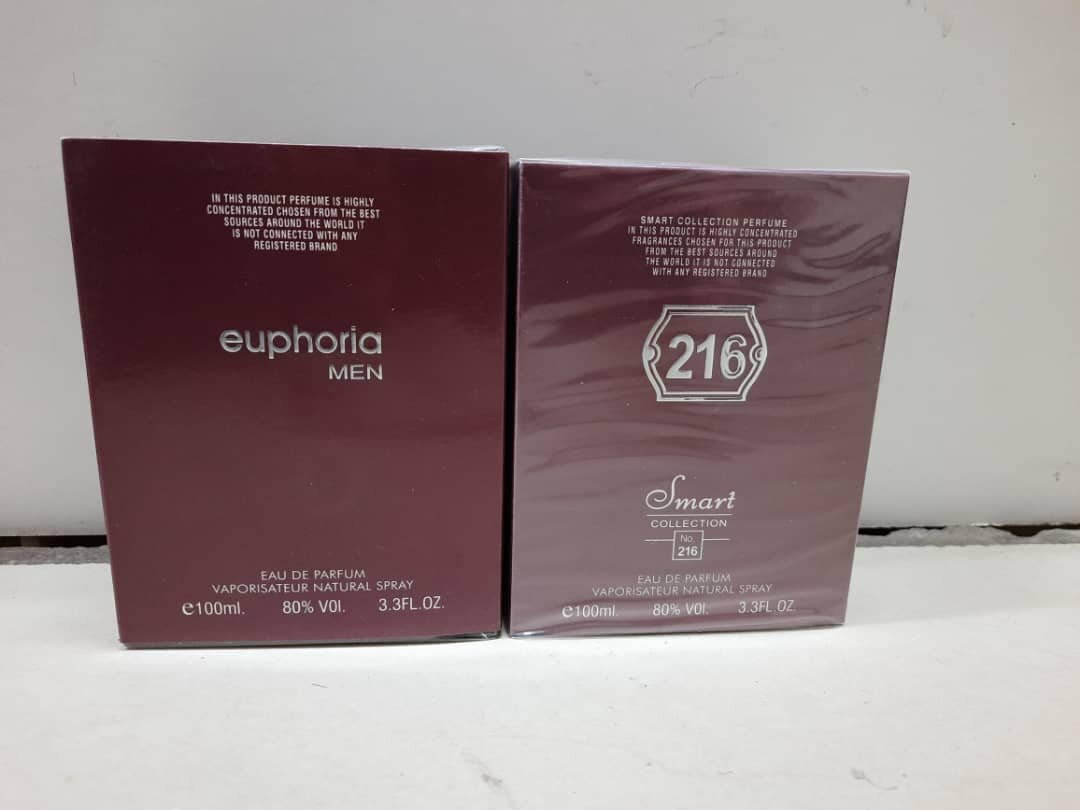 IN THIS PRODUCT PERFUME IS HIGHLY
CONCENTRATED CHOSEN FROM THE BEST
SOURCES AROUND THE WORLD IT
IS NOT CONNECTED WITH ANY
REGISTERED BRAND
euphoria
MEN
EAU DE PARFUM
VAPORISATEUR NATURAL SPRAY
e100ml. 80% VOl. 3.3FL.OZ.
SMART COLLECTION PERFUME
IN THIS PRODUCT IS HIGHLY CONCENTRATED
FRAGRANCES CHOSEN FOR THIS PRODUCT
FROM THE BEST SOURCES AROUND
THE WORLD IT IS NOT CONNECTED
WITH ANY REGISTERED BRAND
216
Smart
COLLECTION
No.
216
EAU DE PARFUM
VAPORISATEUR NATURAL SPRAY
e100ml. 80% VOl. 3.3FL.OZ.